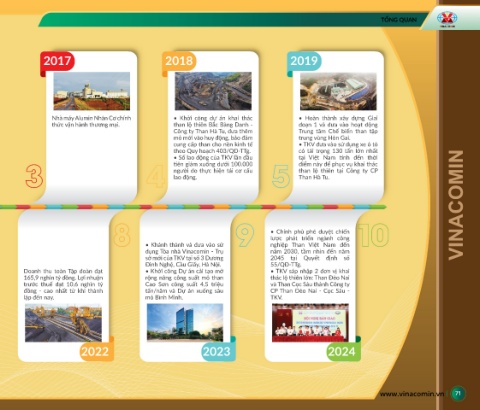 TỔNG QUAN
2017
2018
2019
Nhà máy Alumin Nhân Cơ chính
thức vận hành thương mại.
• Khởi công dự án khai thác
than lộ thiên Bắc Bàng Danh -
Công ty Than Hà Tu, đưa thêm
mỏ mới vào huy động, bảo đảm
cung cấp than cho nền kinh tế
theo Quy hoạch 403/QĐ-TTg.
• Số lao động của TKV lần đầu
tiên giảm xuống dưới 100.000
người do thực hiện tái cơ cấu
lao động.
• Hoàn thành xây dựng Giai
đoạn 1 và đưa vào hoạt động
Trung tâm Chế biến than tập
trung vùng Hòn Gai.
• TKV đưa vào sử dụng xe ô tô
có tải trọng 130 tấn lớn nhất
tại Việt Nam tính đến thời
điểm này để phục vụ khai thác
than lộ thiên tại Công ty CP
Than Hà Tu.
3
4
5
8
9
10
Doanh thu toàn Tập đoàn đạt
165,9 nghìn tỷ đồng. Lợi nhuận
trước thuế đạt 10,6 nghìn tỷ
đồng - cao nhất từ khi thành
lập đến nay.
• Khánh thành và đưa vào sử
dụng Tòa nhà Vinacomin - Trụ
sở mới của TKV tại số 3 Dương
Đình Nghệ, Cầu Giấy, Hà Nội.
• Khởi công Dự án cải tạo mở
rộng nâng công suất mỏ than
Cao Sơn công suất 4,5 triệu
tấn/năm và Dự án xuống sâu
mỏ Bình Minh.
• Chính phủ phê duyệt chiến
lược phát triển ngành công
nghiệp Than Việt Nam đến
năm 2030, tầm nhìn đến năm
2045 tại Quyết định số
55/QĐ-TTg.
• TKV sáp nhập 2 đơn vị khai
thác lộ thiên lớn: Than Đèo Nai
và Than Cọc Sáu thành Công ty
CP Than Đèo Nai - Cọc Sáu -
TKV.
2022
2023
2024
VINACOMIN
www.vinacomin.vn
71